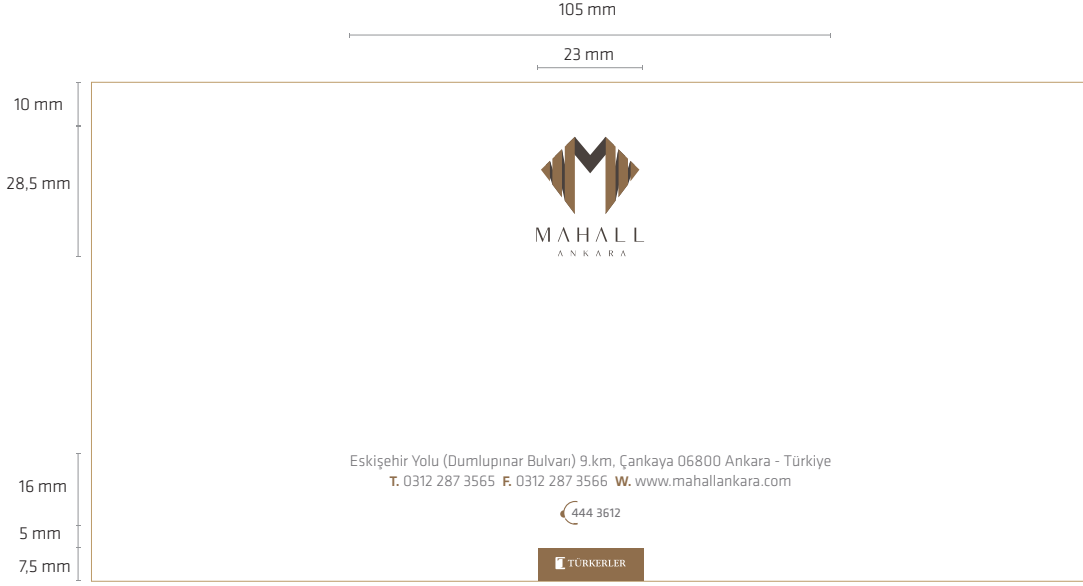 105 mm
23 mm
10 mm
28,5 mm
MAHALL
ANKARA
Eskişehir Yolu (Dumlupınar Bulvarı) 9.km, Çankaya 06800 Ankara - Türkiye
T. 0312 287 3565 F. 0312 287 3566 W. www.mahallankara.com
16 mm
444 3612
5 mm
7,5 mm
TÜRKERLER